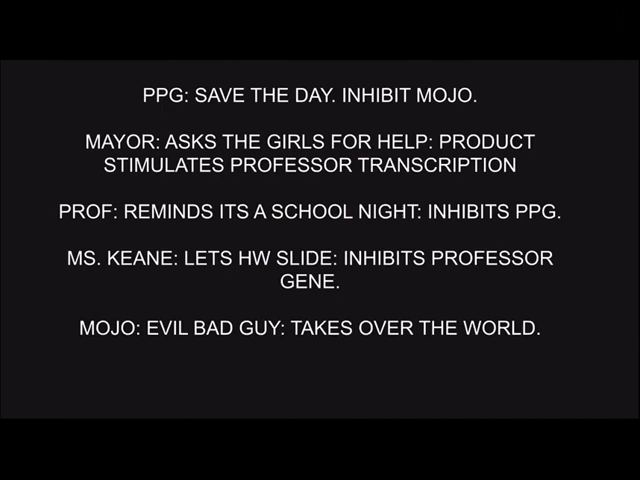 PPG: SAVE THE DAY. INHIBIT MOJO.
MAYOR: ASKS THE GIRLS FOR HELP: PRODUCT
STIMULATES PROFESSOR TRANSCRIPTION
PROF: REMINDS ITS A SCHOOL NIGHT: INHIBITS PPG.
MS. KEANE: LETS HW SLIDE: INHIBITS PROFESSOR
GENE.
MOJO: EVIL BAD GUY: TAKES OVER THE WORLD.